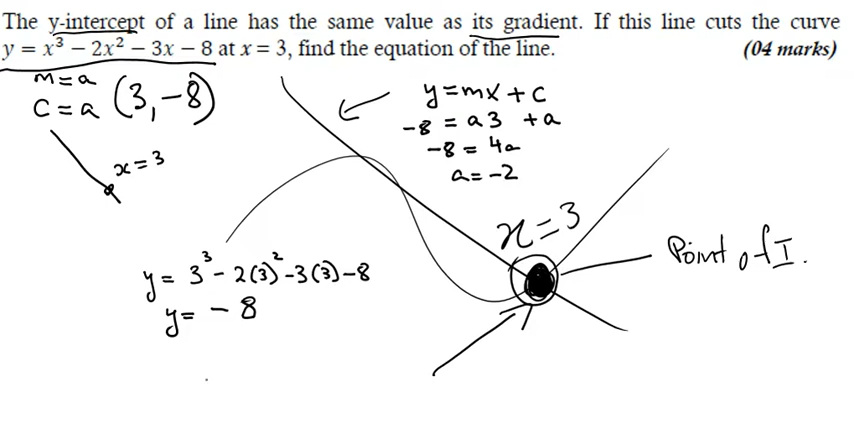 The y-intercept of a line has the same value as its gradient. If this line cuts the curve
y = x³ − 2x² − 3x − 8 at x = 3, find the equation of the line. (04 marks)
m=a
c=a (3,-8)
x=3
y=mx+c
-8 = a3 +a
-8 = 4a
a=-2
x=3
Point of I.
y= 3³ - 2(3)² -3(3)-8
y= - 8